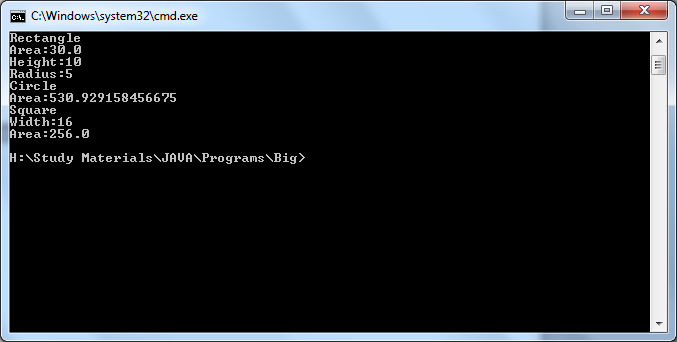 C:\Windows\system32\cmd.exe
Rectangle
Area:30.0
Height:10
Radius:5
Circle
Area:530.929158456675
Square
Width:16
Area:256.0
H:\Study Materials\JAVA\Programs\Big>